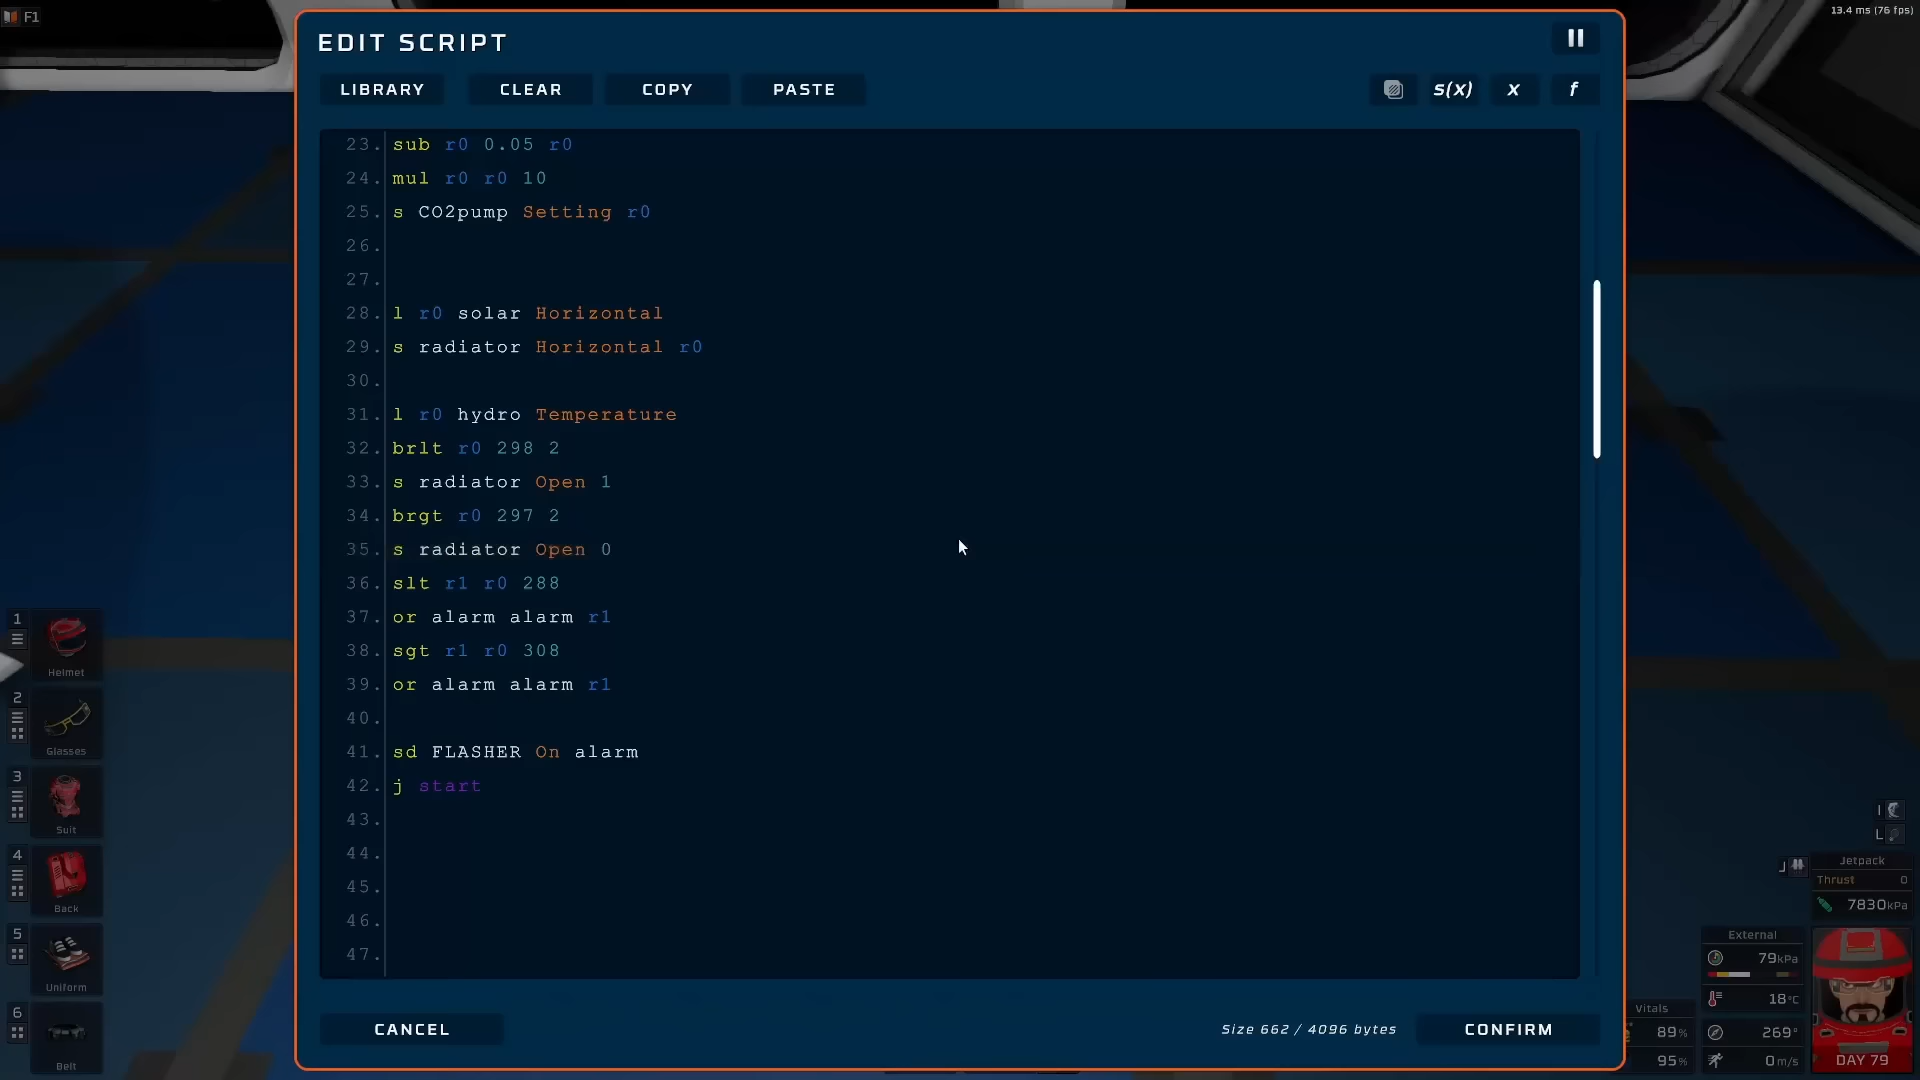 F1
13.4 ms (76 fps)
EDIT SCRIPT
LIBRARY CLEAR COPY PASTE s(x) x f
23. sub r0 0.05 r0
24. mul r0 r0 10
25. s CO2pump Setting r0
26.
27.
28. l r0 solar Horizontal
29. s radiator Horizontal r0
30.
31. l r0 hydro Temperature
32. brlt r0 298 2
33. s radiator Open 1
34. brgt r0 297 2
35. s radiator Open 0
36. slt r1 r0 288
37. or alarm alarm r1
38. sgt r1 r0 308
39. or alarm alarm r1
40.
41. sd FLASHER On alarm
42. j start
43.
44.
45.
46.
47.
CANCEL
Size 662 / 4096 bytes
CONFIRM
1
Helmet
2
Glasses
3
Suit
4
Back
5
Uniform
6
Belt
I
L
J
Jetpack
Thrust 0
7830kPa
External
79kPa
18°C
269°
0m/s
Vitals
89%
95%
DAY 79